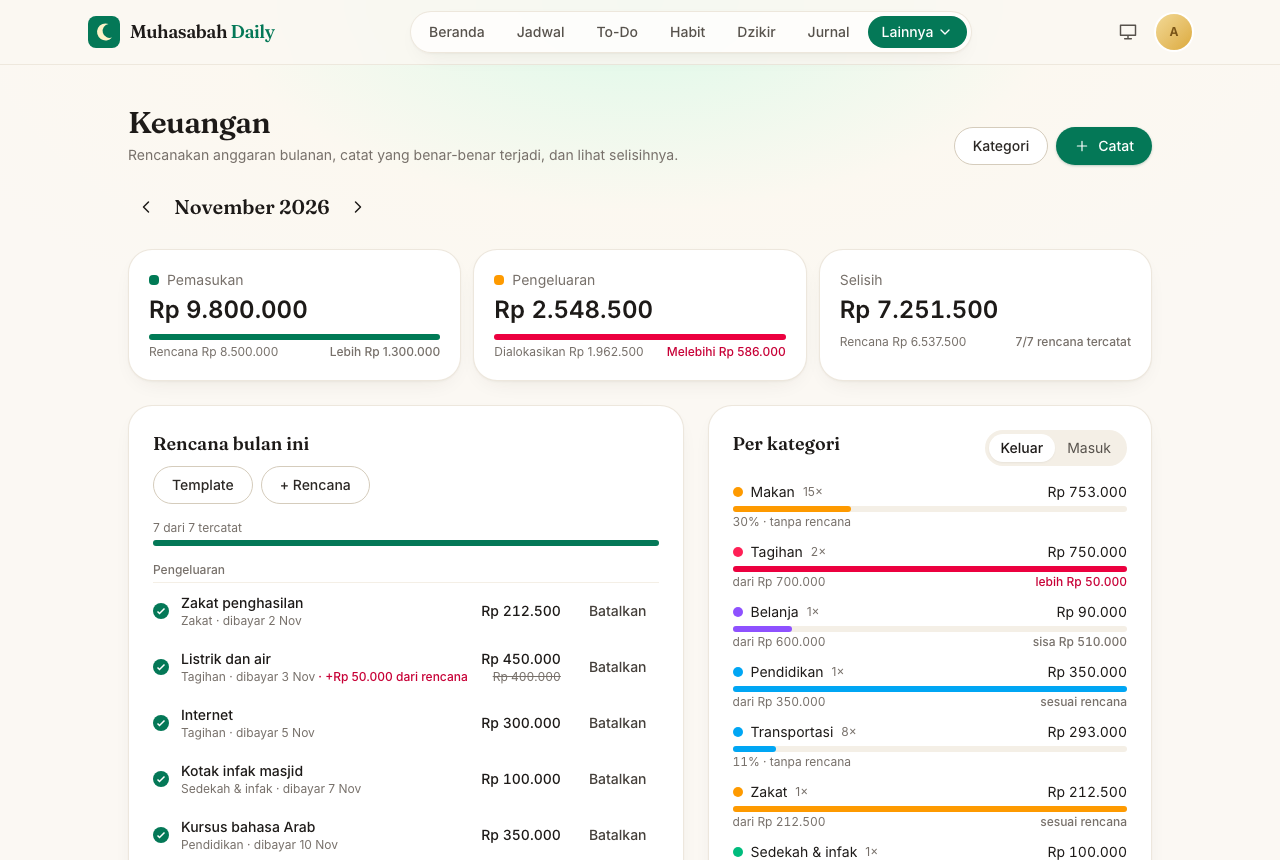 Muhasabah Daily
Beranda
Jadwal
To-Do
Habit
Dzikir
Jurnal
Lainnya
A
Keuangan
Rencanakan anggaran bulanan, catat yang benar-benar terjadi, dan lihat selisihnya.
Kategori
+ Catat
November 2026
Pemasukan
Rp 9.800.000
Rencana Rp 8.500.000
Lebih Rp 1.300.000
Pengeluaran
Rp 2.548.500
Dialokasikan Rp 1.962.500
Melebihi Rp 586.000
Selisih
Rp 7.251.500
Rencana Rp 6.537.500
7/7 rencana tercatat
Rencana bulan ini
Template
+ Rencana
7 dari 7 tercatat
Pengeluaran
Zakat penghasilan
Zakat · dibayar 2 Nov
Rp 212.500
Batalkan
Listrik dan air
Tagihan · dibayar 3 Nov · +Rp 50.000 dari rencana
Rp 450.000
Rp 400.000
Batalkan
Internet
Tagihan · dibayar 5 Nov
Rp 300.000
Batalkan
Kotak infak masjid
Sedekah & infak · dibayar 7 Nov
Rp 100.000
Batalkan
Kursus bahasa Arab
Pendidikan · dibayar 10 Nov
Rp 350.000
Batalkan
Per kategori
Keluar
Masuk
Makan 15×
Rp 753.000
30% · tanpa rencana
Tagihan 2×
Rp 750.000
dari Rp 700.000
lebih Rp 50.000
Belanja 1×
Rp 90.000
dari Rp 600.000
sisa Rp 510.000
Pendidikan 1×
Rp 350.000
dari Rp 350.000
sesuai rencana
Transportasi 8×
Rp 293.000
11% · tanpa rencana
Zakat 1×
Rp 212.500
dari Rp 212.500
sesuai rencana
Sedekah & infak 1×
Rp 100.000